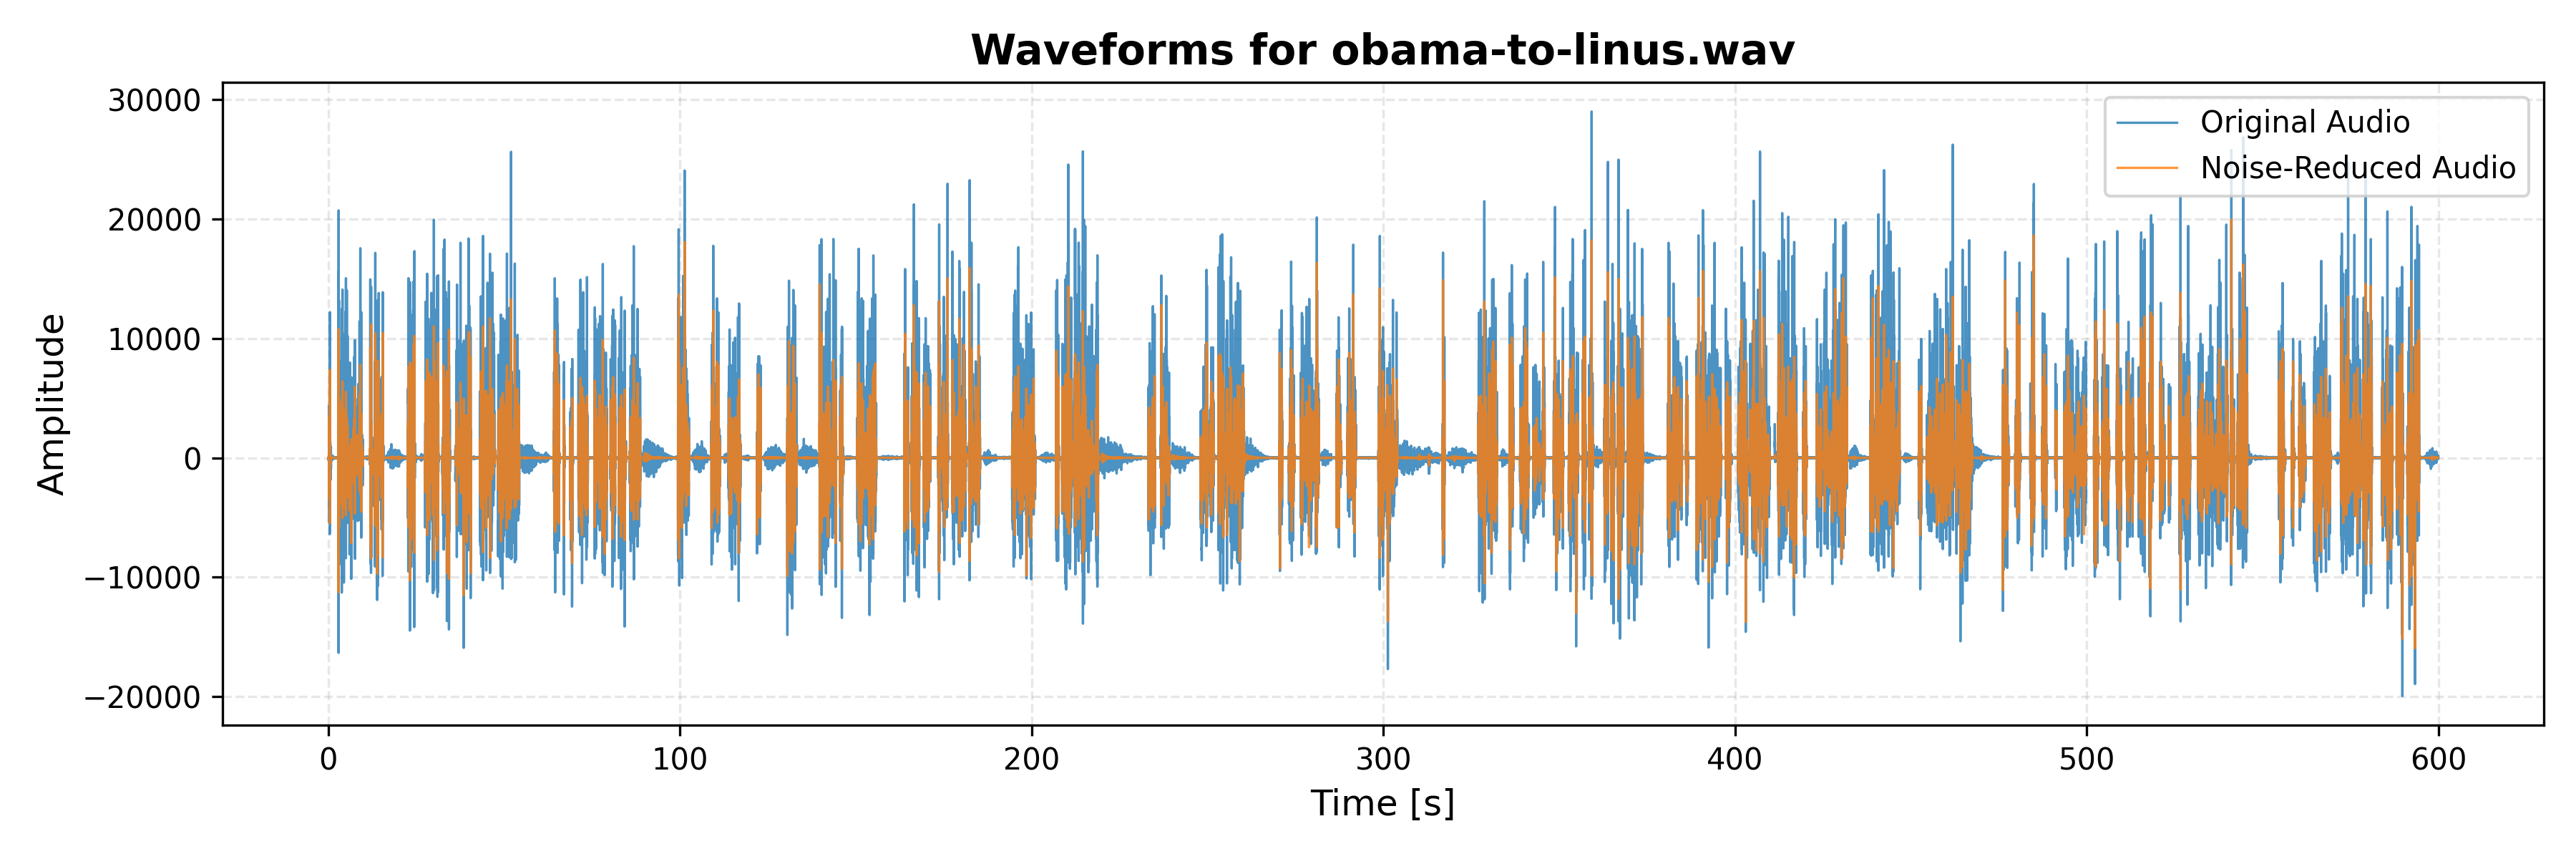 Waveforms for obama-to-linus.wav
30000
20000
10000
0
−10000
−20000
Amplitude
Original Audio
Noise-Reduced Audio
0 100 200 300 400 500 600
Time [s]